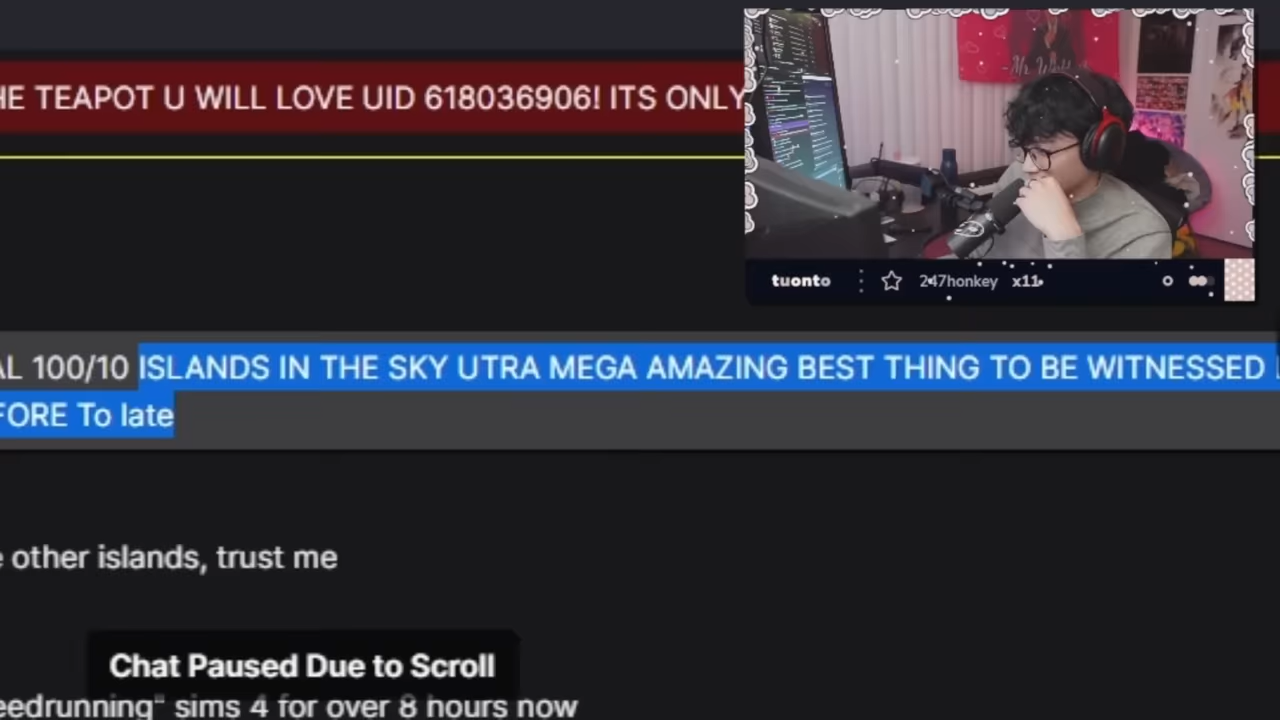 HE TEAPOT U WILL LOVE UID 618036906! ITS ONLY
tuonto
247honkey x11
AL 100/10 ISLANDS IN THE SKY UTRA MEGA AMAZING BEST THING TO BE WITNESSED
FORE To late
other islands, trust me
Chat Paused Due to Scroll
eedrunning" sims 4 for over 8 hours now